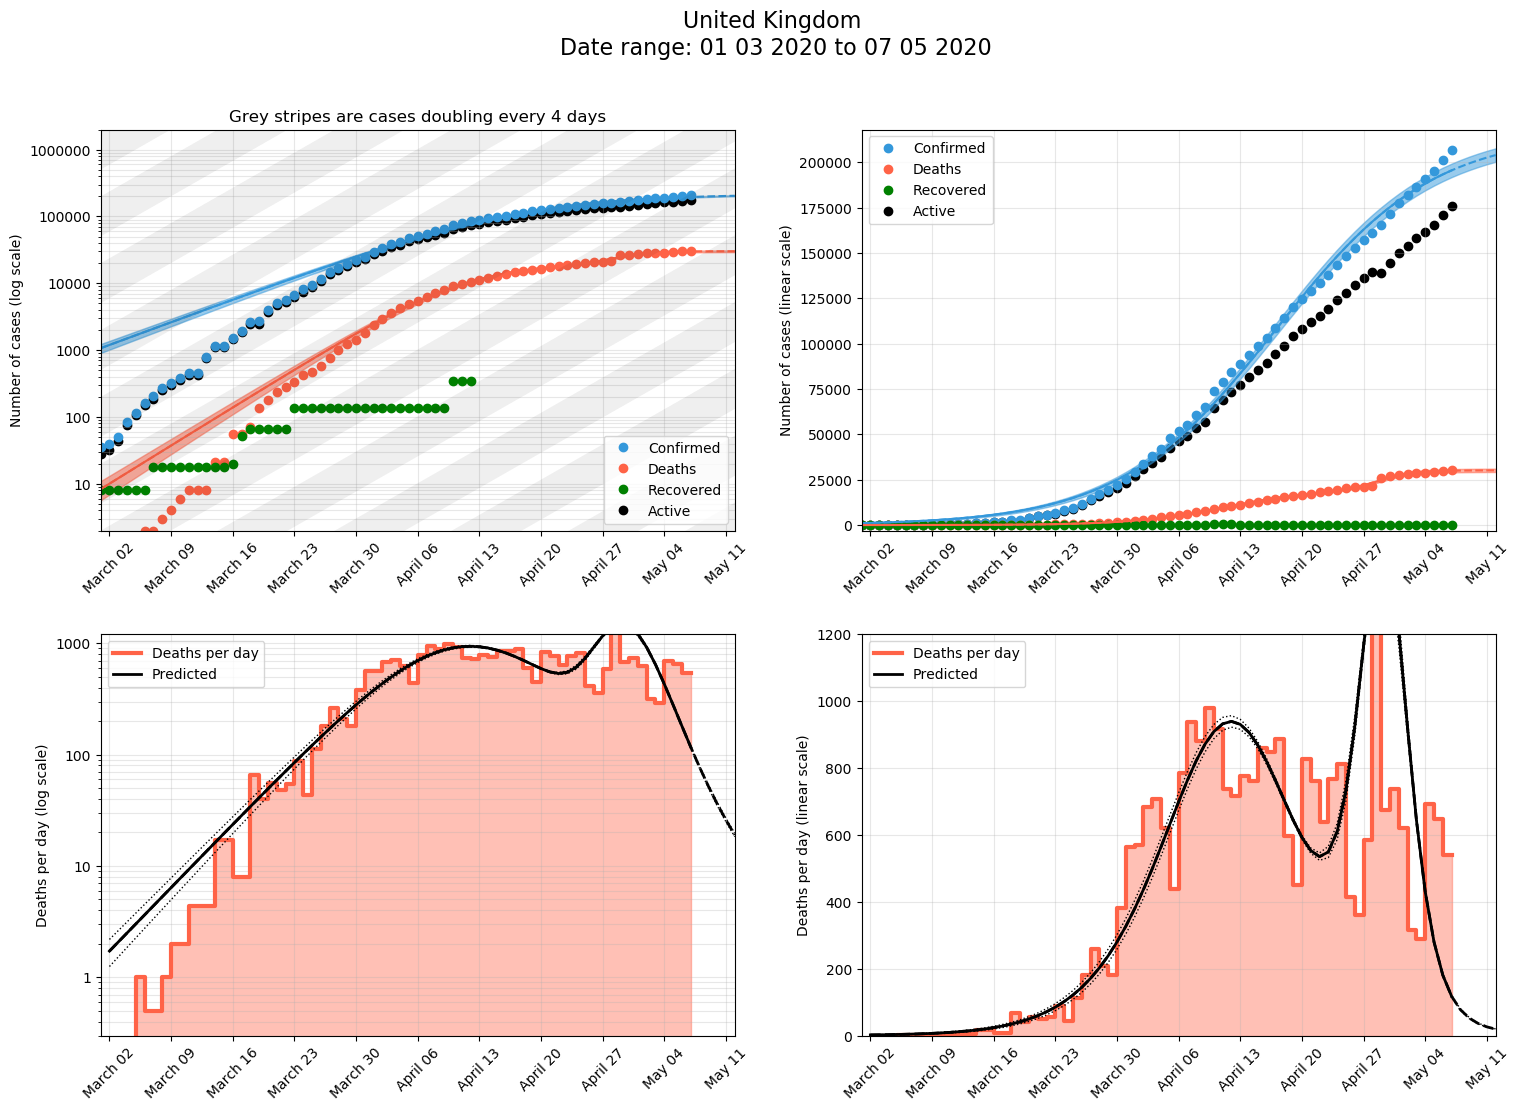 United Kingdom
Date range: 01 03 2020 to 07 05 2020
Grey stripes are cases doubling every 4 days
Number of cases (log scale)
1000000
100000
10000
1000
100
10
Confirmed
Deaths
Recovered
Active
March 02
March 09
March 16
March 23
March 30
April 06
April 13
April 20
April 27
May 04
May 11
Number of cases (linear scale)
200000
175000
150000
125000
100000
75000
50000
25000
0
Confirmed
Deaths
Recovered
Active
March 02
March 09
March 16
March 23
March 30
April 06
April 13
April 20
April 27
May 04
May 11
Deaths per day (log scale)
1000
100
10
1
Deaths per day
Predicted
March 02
March 09
March 16
March 23
March 30
April 06
April 13
April 20
April 27
May 04
May 11
Deaths per day (linear scale)
1200
1000
800
600
400
200
0
Deaths per day
Predicted
March 02
March 09
March 16
March 23
March 30
April 06
April 13
April 20
April 27
May 04
May 11